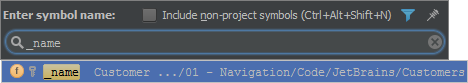 Enter symbol name: Include non-project symbols (Ctrl+Alt+Shift+N)
_name
f _name Customer .../01 - Navigation/Code/JetBrains/Customers